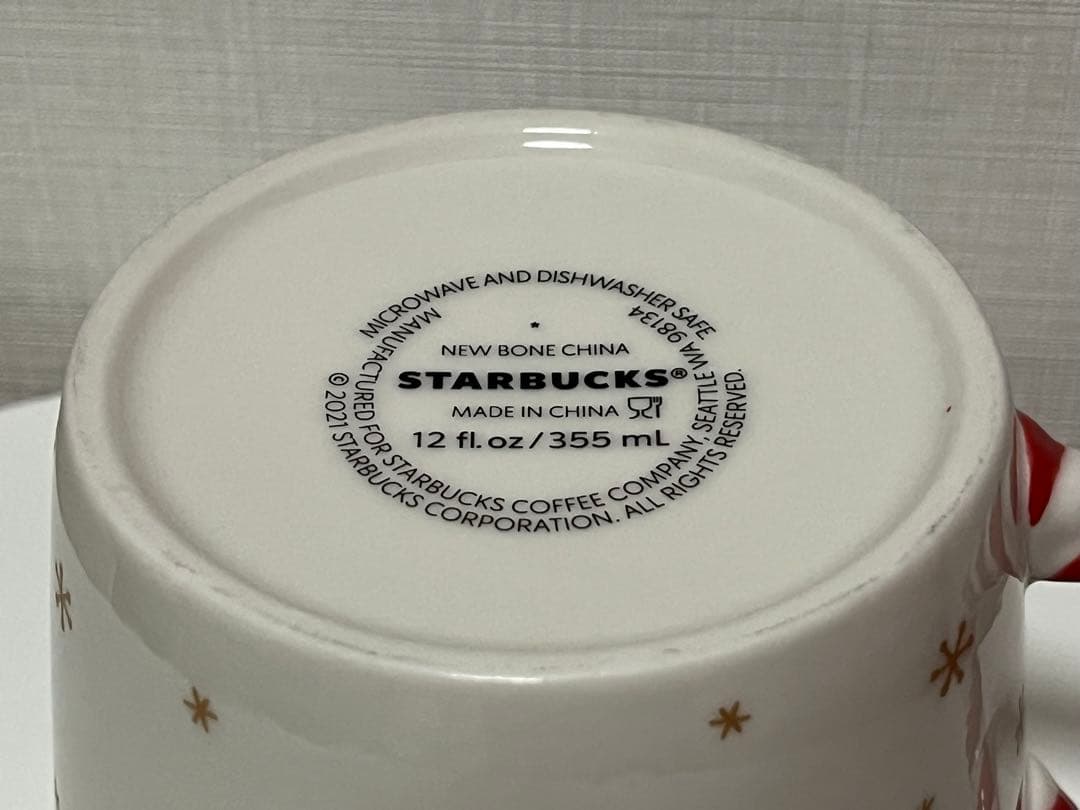 MICROWAVE AND DISHWASHER SAFE
NEW BONE CHINA
STARBUCKS®
MADE IN CHINA
12 fl.oz/355 mL
MANUFACTURED FOR STARBUCKS COFFEE COMPANY, SEATTLE WA 98134
© 2021 STARBUCKS CORPORATION. ALL RIGHTS RESERVED.